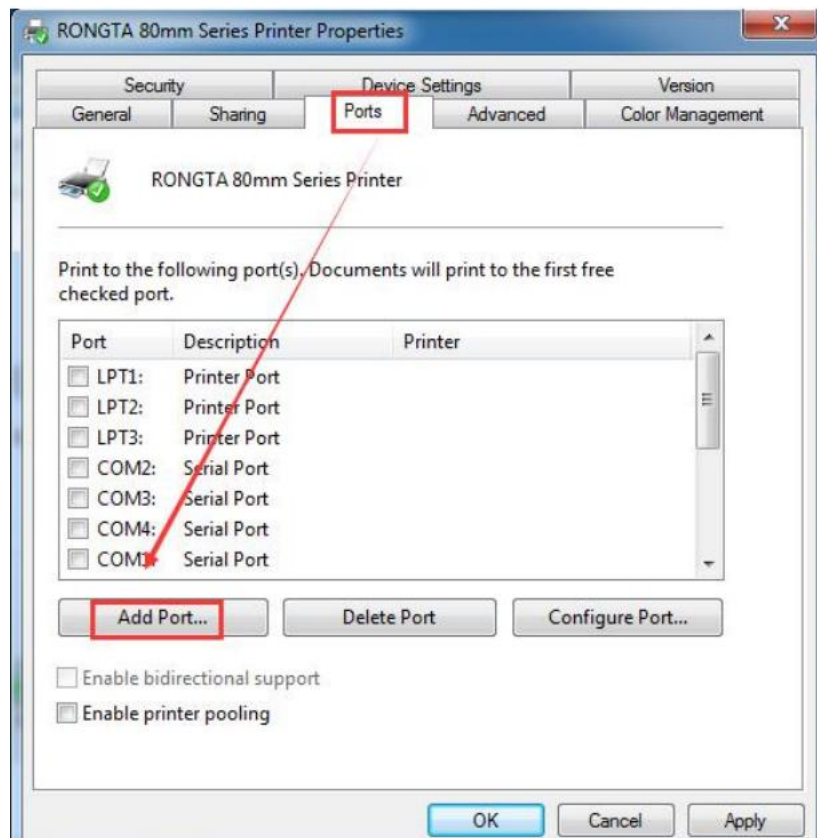 RONGTA 80mm Series Printer Properties
Security Device Settings Version
General Sharing Ports Advanced Color Management
RONGTA 80mm Series Printer
Print to the following port(s). Documents will print to the first free
checked port.
Port Description Printer
LPT1: Printer Port
LPT2: Printer Port
LPT3: Printer Port
COM2: Serial Port
COM3: Serial Port
COM4: Serial Port
Serial Port
Add Port... Delete Port Configure Port...
Enable bidirectional support
Enable printer pooling
OK Cancel Apply